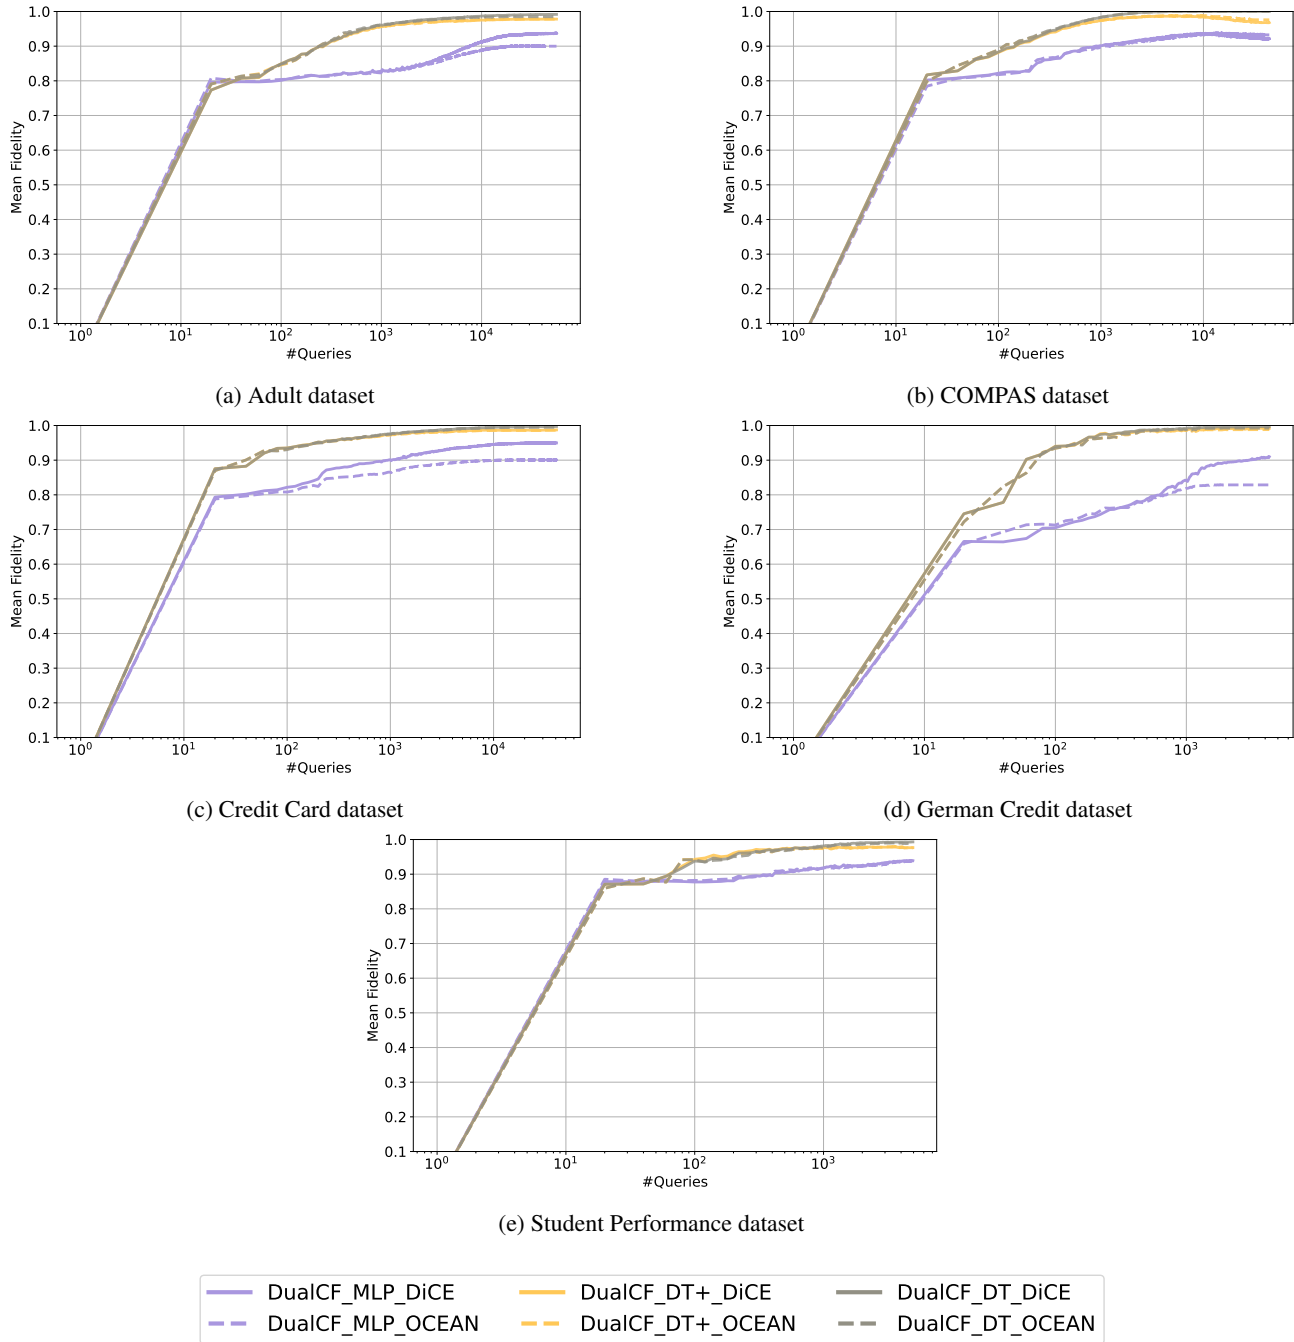 1.0
0.9
0.8
0.7
0.6
0.5
0.4
0.3
0.2
0.1
Mean Fidelity
10⁰ 10¹ 10² 10³ 10⁴
#Queries
(a) Adult dataset
1.0
0.9
0.8
0.7
0.6
0.5
0.4
0.3
0.2
0.1
Mean Fidelity
10⁰ 10¹ 10² 10³ 10⁴
#Queries
(b) COMPAS dataset
1.0
0.9
0.8
0.7
0.6
0.5
0.4
0.3
0.2
0.1
Mean Fidelity
10⁰ 10¹ 10² 10³ 10⁴
#Queries
(c) Credit Card dataset
1.0
0.9
0.8
0.7
0.6
0.5
0.4
0.3
0.2
0.1
Mean Fidelity
10⁰ 10¹ 10² 10³
#Queries
(d) German Credit dataset
1.0
0.9
0.8
0.7
0.6
0.5
0.4
0.3
0.2
0.1
Mean Fidelity
10⁰ 10¹ 10² 10³
#Queries
(e) Student Performance dataset
DualCF_MLP_DiCE DualCF_DT+_DiCE DualCF_DT_DiCE
DualCF_MLP_OCEAN DualCF_DT+_OCEAN DualCF_DT_OCEAN